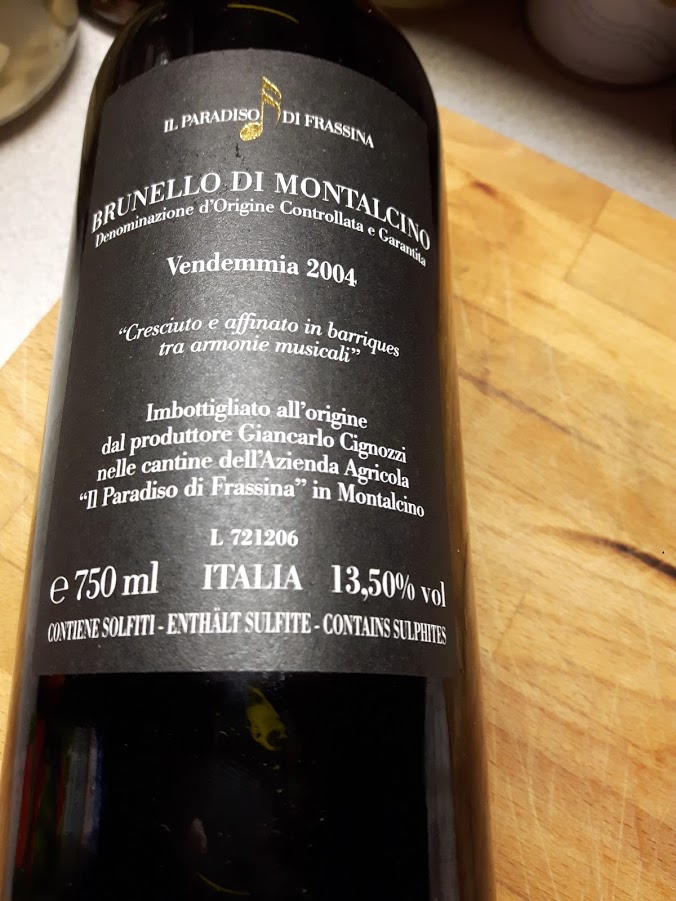 IL PARADISO DI FRASSINA
BRUNELLO DI MONTALCINO
Denominazione d'Origine Controllata e Garantita
Vendemmia 2004
"Cresciuto e affinato in barriques
tra armonie musicali"
Imbottigliato all'origine
dal produttore Giancarlo Cignozzi
nelle cantine dell'Azienda Agricola
"Il Paradiso di Frassina" in Montalcino
L 721206
e 750 ml ITALIA 13,50% vol
CONTIENE SOLFITI - ENTHÄLT SULFITE - CONTAINS SULPHITES